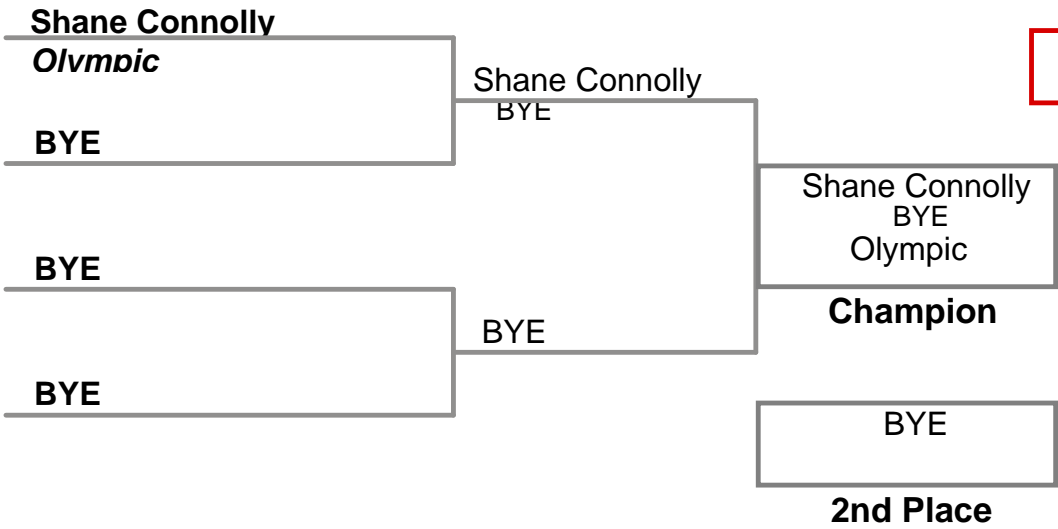 Shane Connolly
Olympic
BYE
BYE
BYE
Shane Connolly
BYE
BYE
Shane Connolly
BYE
Olympic
Champion
BYE
2nd Place